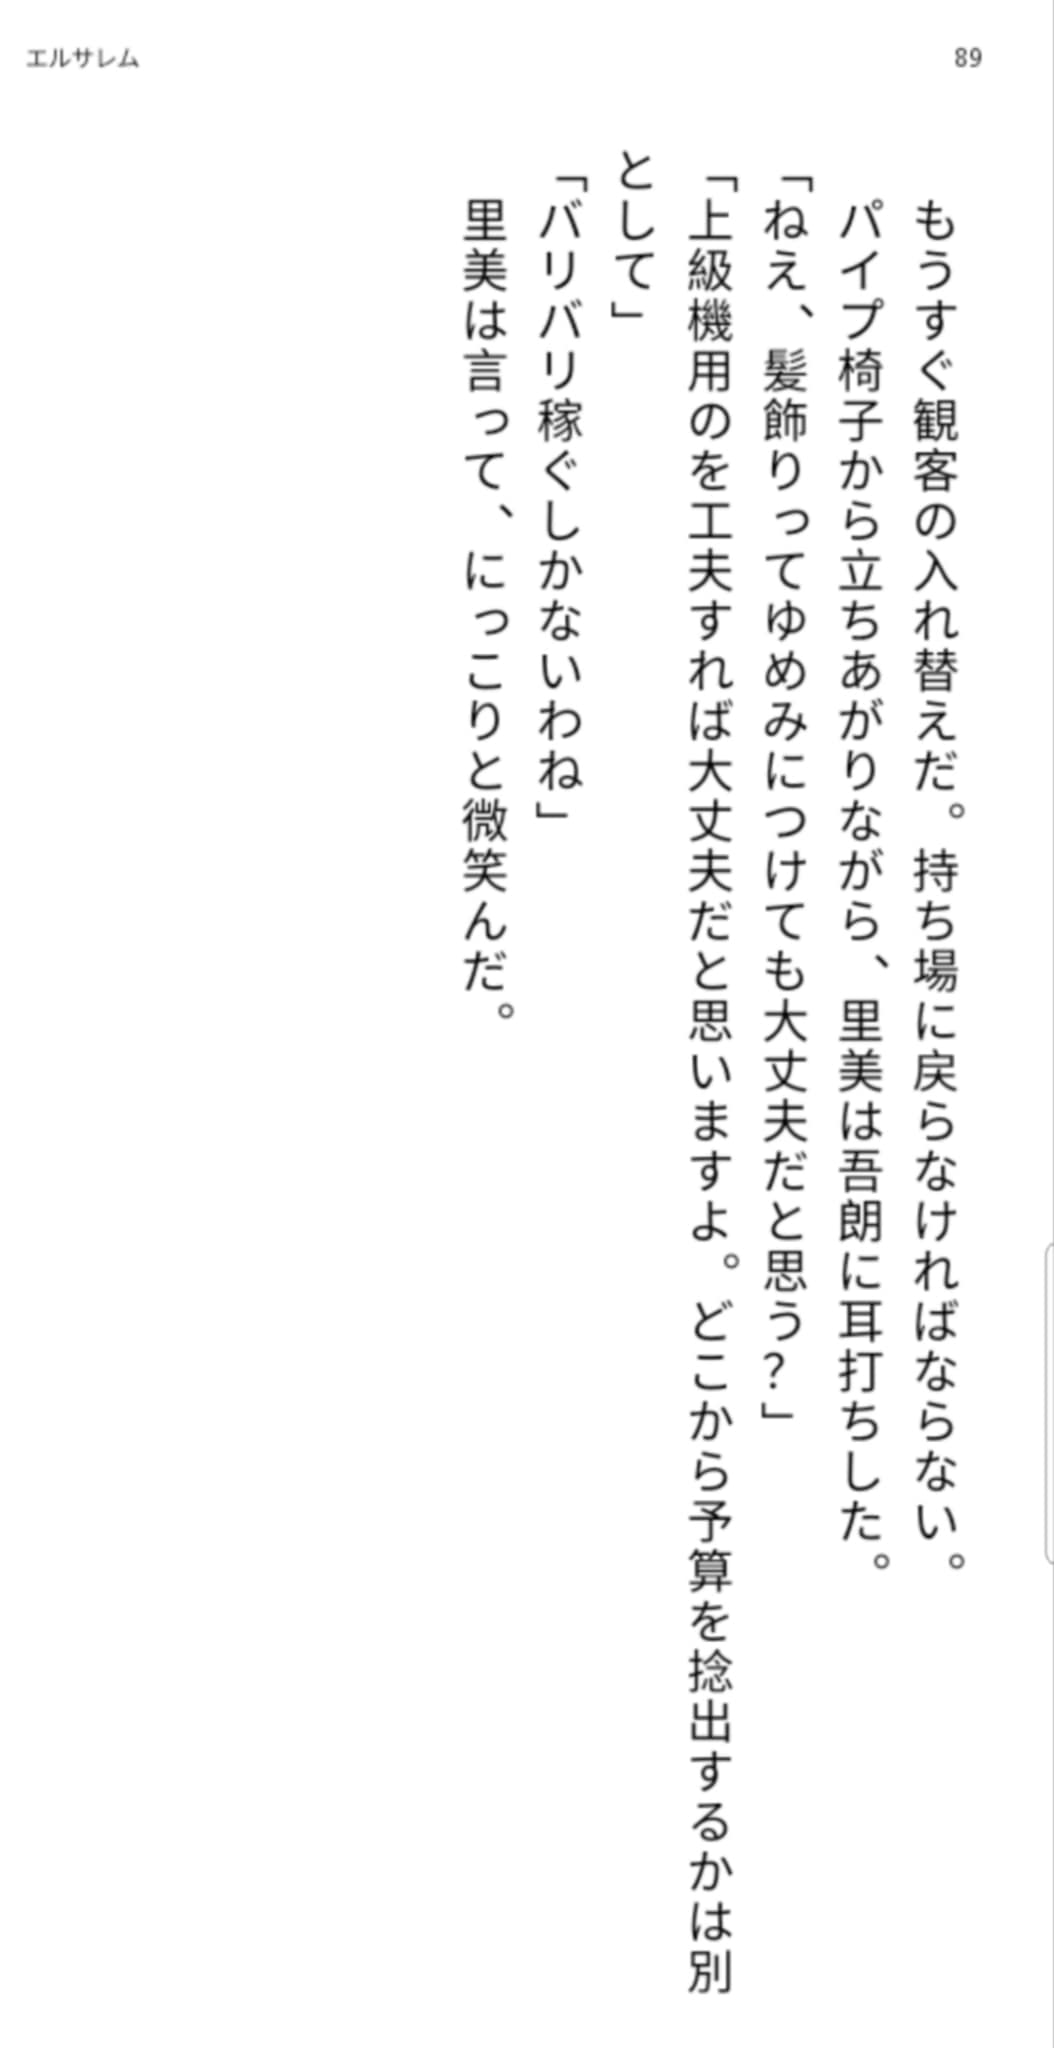 エルサレム
89
もうすぐ観客の入れ替えだ。持ち場に戻らなければならない。
パイプ椅子から立ちあがりながら、里美は吾朗に耳打ちした。
「ねえ、髪飾りってゆめみにつけても大丈夫だと思う？」
「上級機用のを工夫すれば大丈夫だと思いますよ。どこから予算を捻出するかは別
として」
「バリバリ稼ぐしかないわね」
里美は言って、にっこりと微笑んだ。